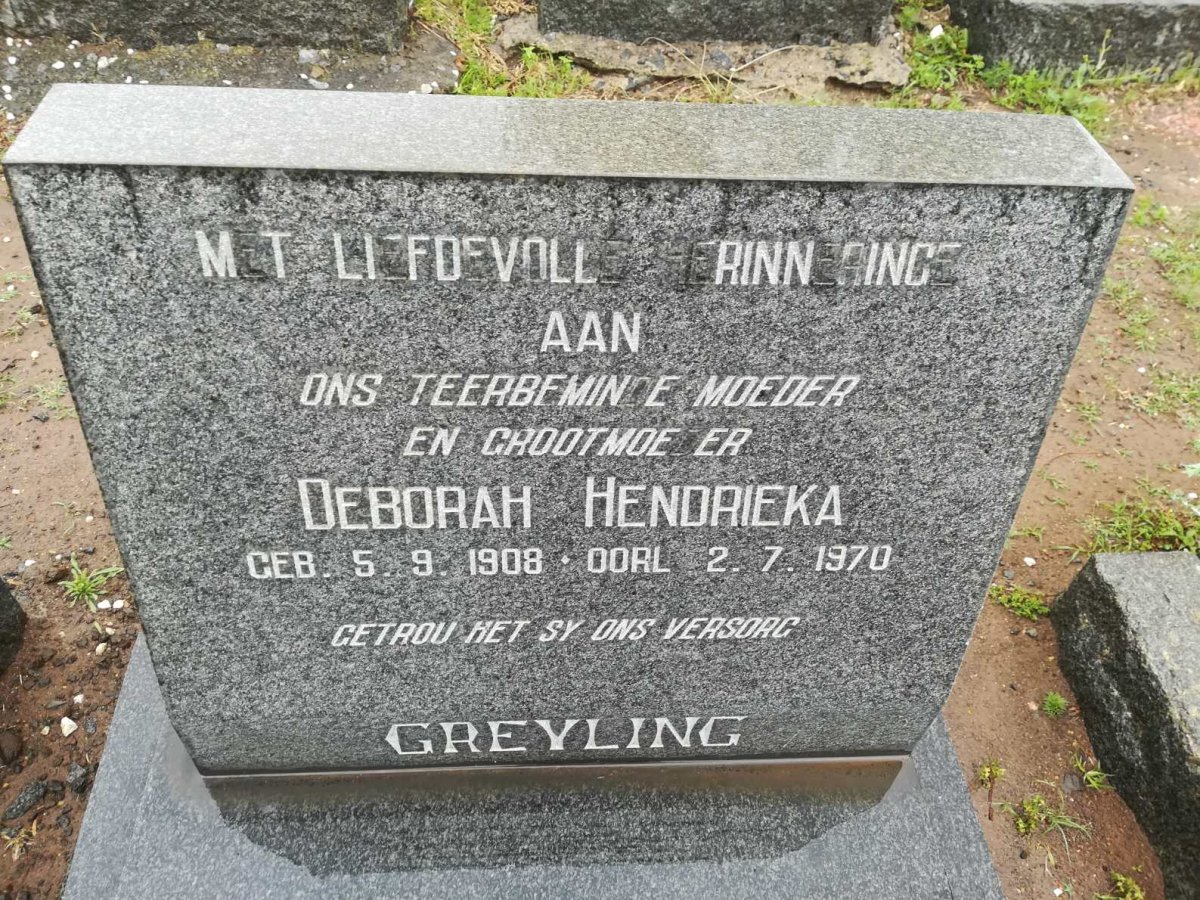 MET LIEFDEVOLLE HERINNERINGE
AAN
ONS TEERBEMINDE MOEDER
EN GROOTMOEDER
DEBORAH HENDRIEKA
GEB. 5. 9. 1908 · OORL 2. 7. 1970
GETROU HET SY ONS VERSORG
GREYLING